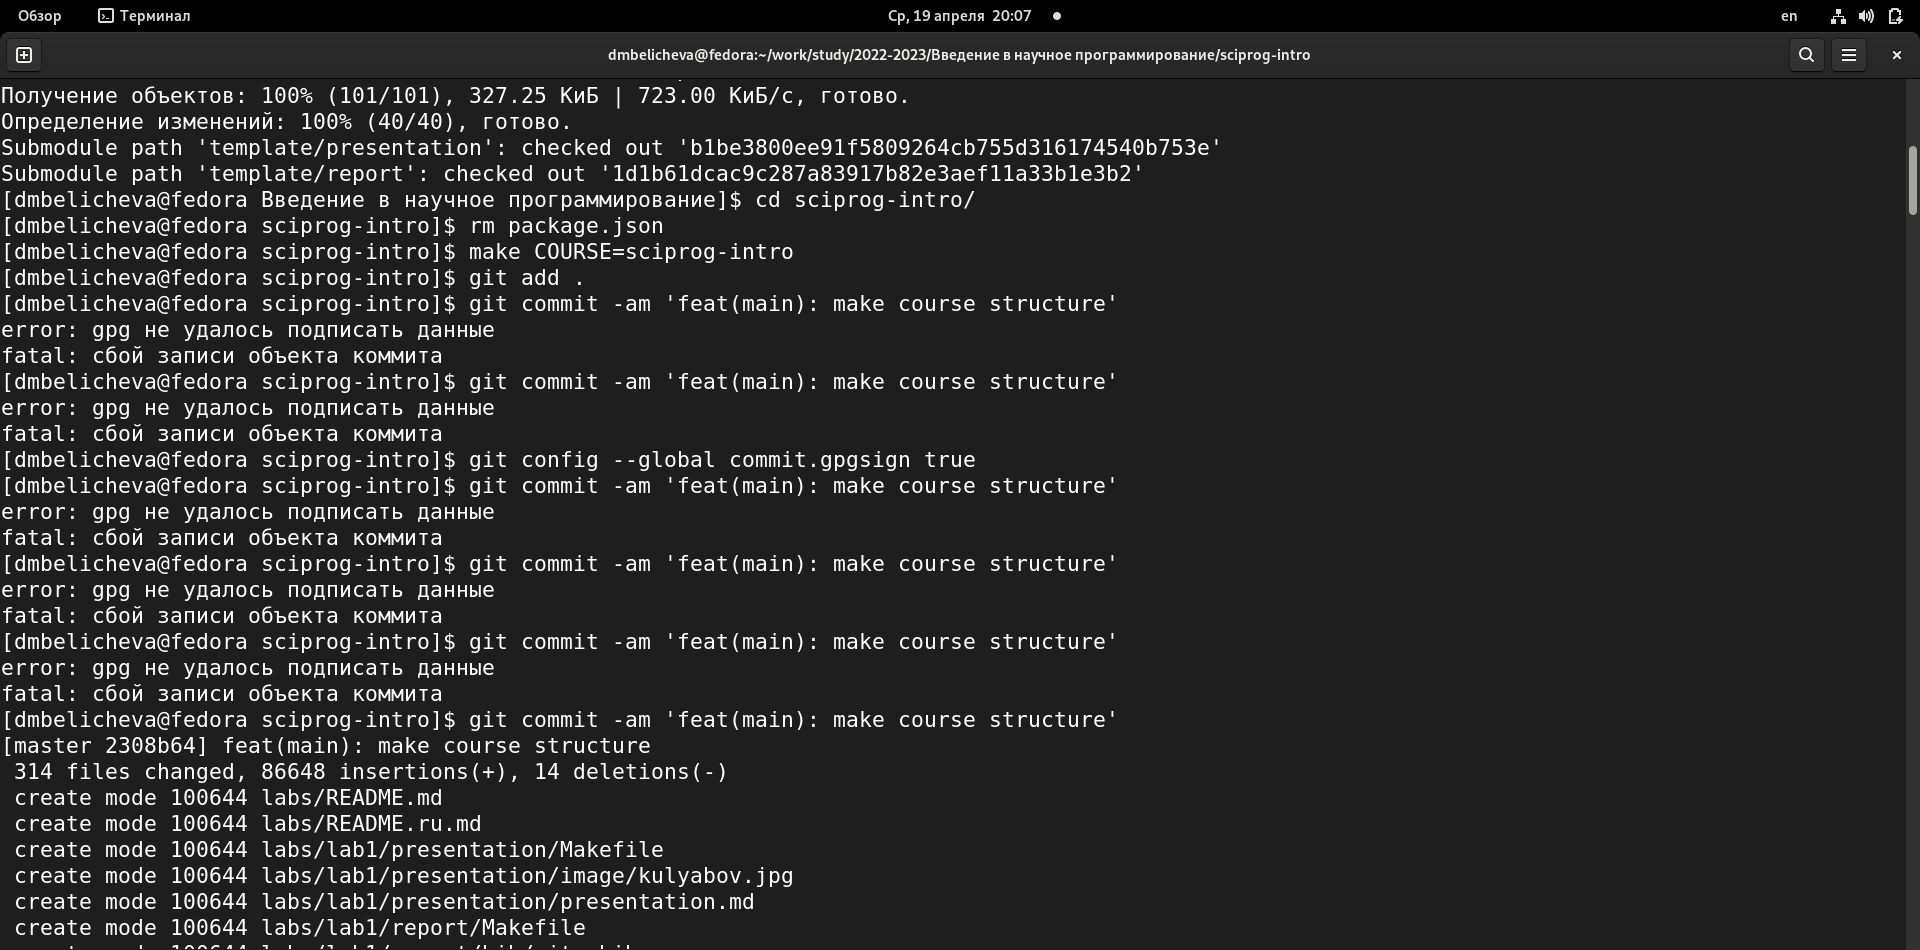 Обзор Терминал Ср, 19 апреля 20:07 en
dmbelicheva@fedora:~/work/study/2022-2023/Введение в научное программирование/sciprog-intro
Получение объектов: 100% (101/101), 327.25 КиБ | 723.00 КиБ/с, готово.
Определение изменений: 100% (40/40), готово.
Submodule path 'template/presentation': checked out 'b1be3800ee91f5809264cb755d316174540b753e'
Submodule path 'template/report': checked out '1d1b61dcac9c287a83917b82e3aef11a33b1e3b2'
[dmbelicheva@fedora Введение в научное программирование]$ cd sciprog-intro/
[dmbelicheva@fedora sciprog-intro]$ rm package.json
[dmbelicheva@fedora sciprog-intro]$ make COURSE=sciprog-intro
[dmbelicheva@fedora sciprog-intro]$ git add .
[dmbelicheva@fedora sciprog-intro]$ git commit -am 'feat(main): make course structure'
error: gpg не удалось подписать данные
fatal: сбой записи объекта коммита
[dmbelicheva@fedora sciprog-intro]$ git commit -am 'feat(main): make course structure'
error: gpg не удалось подписать данные
fatal: сбой записи объекта коммита
[dmbelicheva@fedora sciprog-intro]$ git config --global commit.gpgsign true
[dmbelicheva@fedora sciprog-intro]$ git commit -am 'feat(main): make course structure'
error: gpg не удалось подписать данные
fatal: сбой записи объекта коммита
[dmbelicheva@fedora sciprog-intro]$ git commit -am 'feat(main): make course structure'
error: gpg не удалось подписать данные
fatal: сбой записи объекта коммита
[dmbelicheva@fedora sciprog-intro]$ git commit -am 'feat(main): make course structure'
error: gpg не удалось подписать данные
fatal: сбой записи объекта коммита
[dmbelicheva@fedora sciprog-intro]$ git commit -am 'feat(main): make course structure'
[master 2308b64] feat(main): make course structure
 314 files changed, 86648 insertions(+), 14 deletions(-)
 create mode 100644 labs/README.md
 create mode 100644 labs/README.ru.md
 create mode 100644 labs/lab1/presentation/Makefile
 create mode 100644 labs/lab1/presentation/image/kulyabov.jpg
 create mode 100644 labs/lab1/presentation/presentation.md
 create mode 100644 labs/lab1/report/Makefile